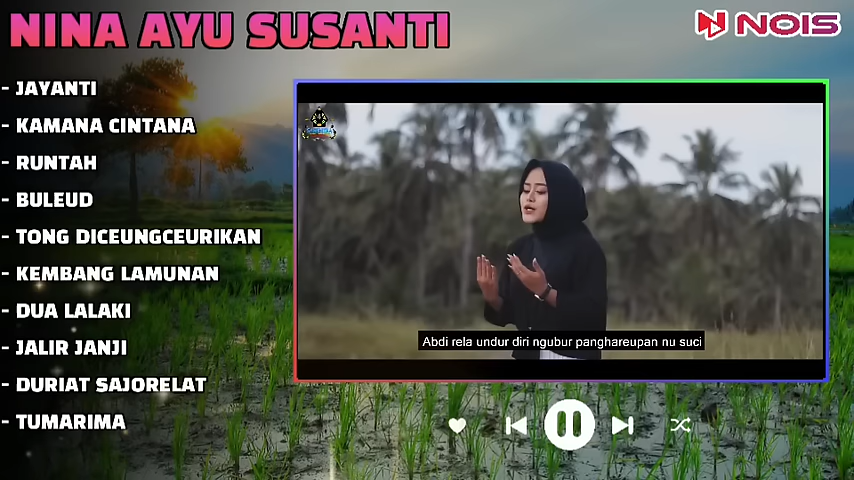 NINA AYU SUSANTI
NOIS
- JAYANTI
- KAMANA CINTANA
- RUNTAH
- BULEUD
- TONG DICEUNGCEURIKAN
- KEMBANG LAMUNAN
- DUA LALAKI
- JALIR JANJI
- DURIAT SAJORELAT
- TUMARIMA
Abdi rela undur diri ngubur panghareupan nu suci